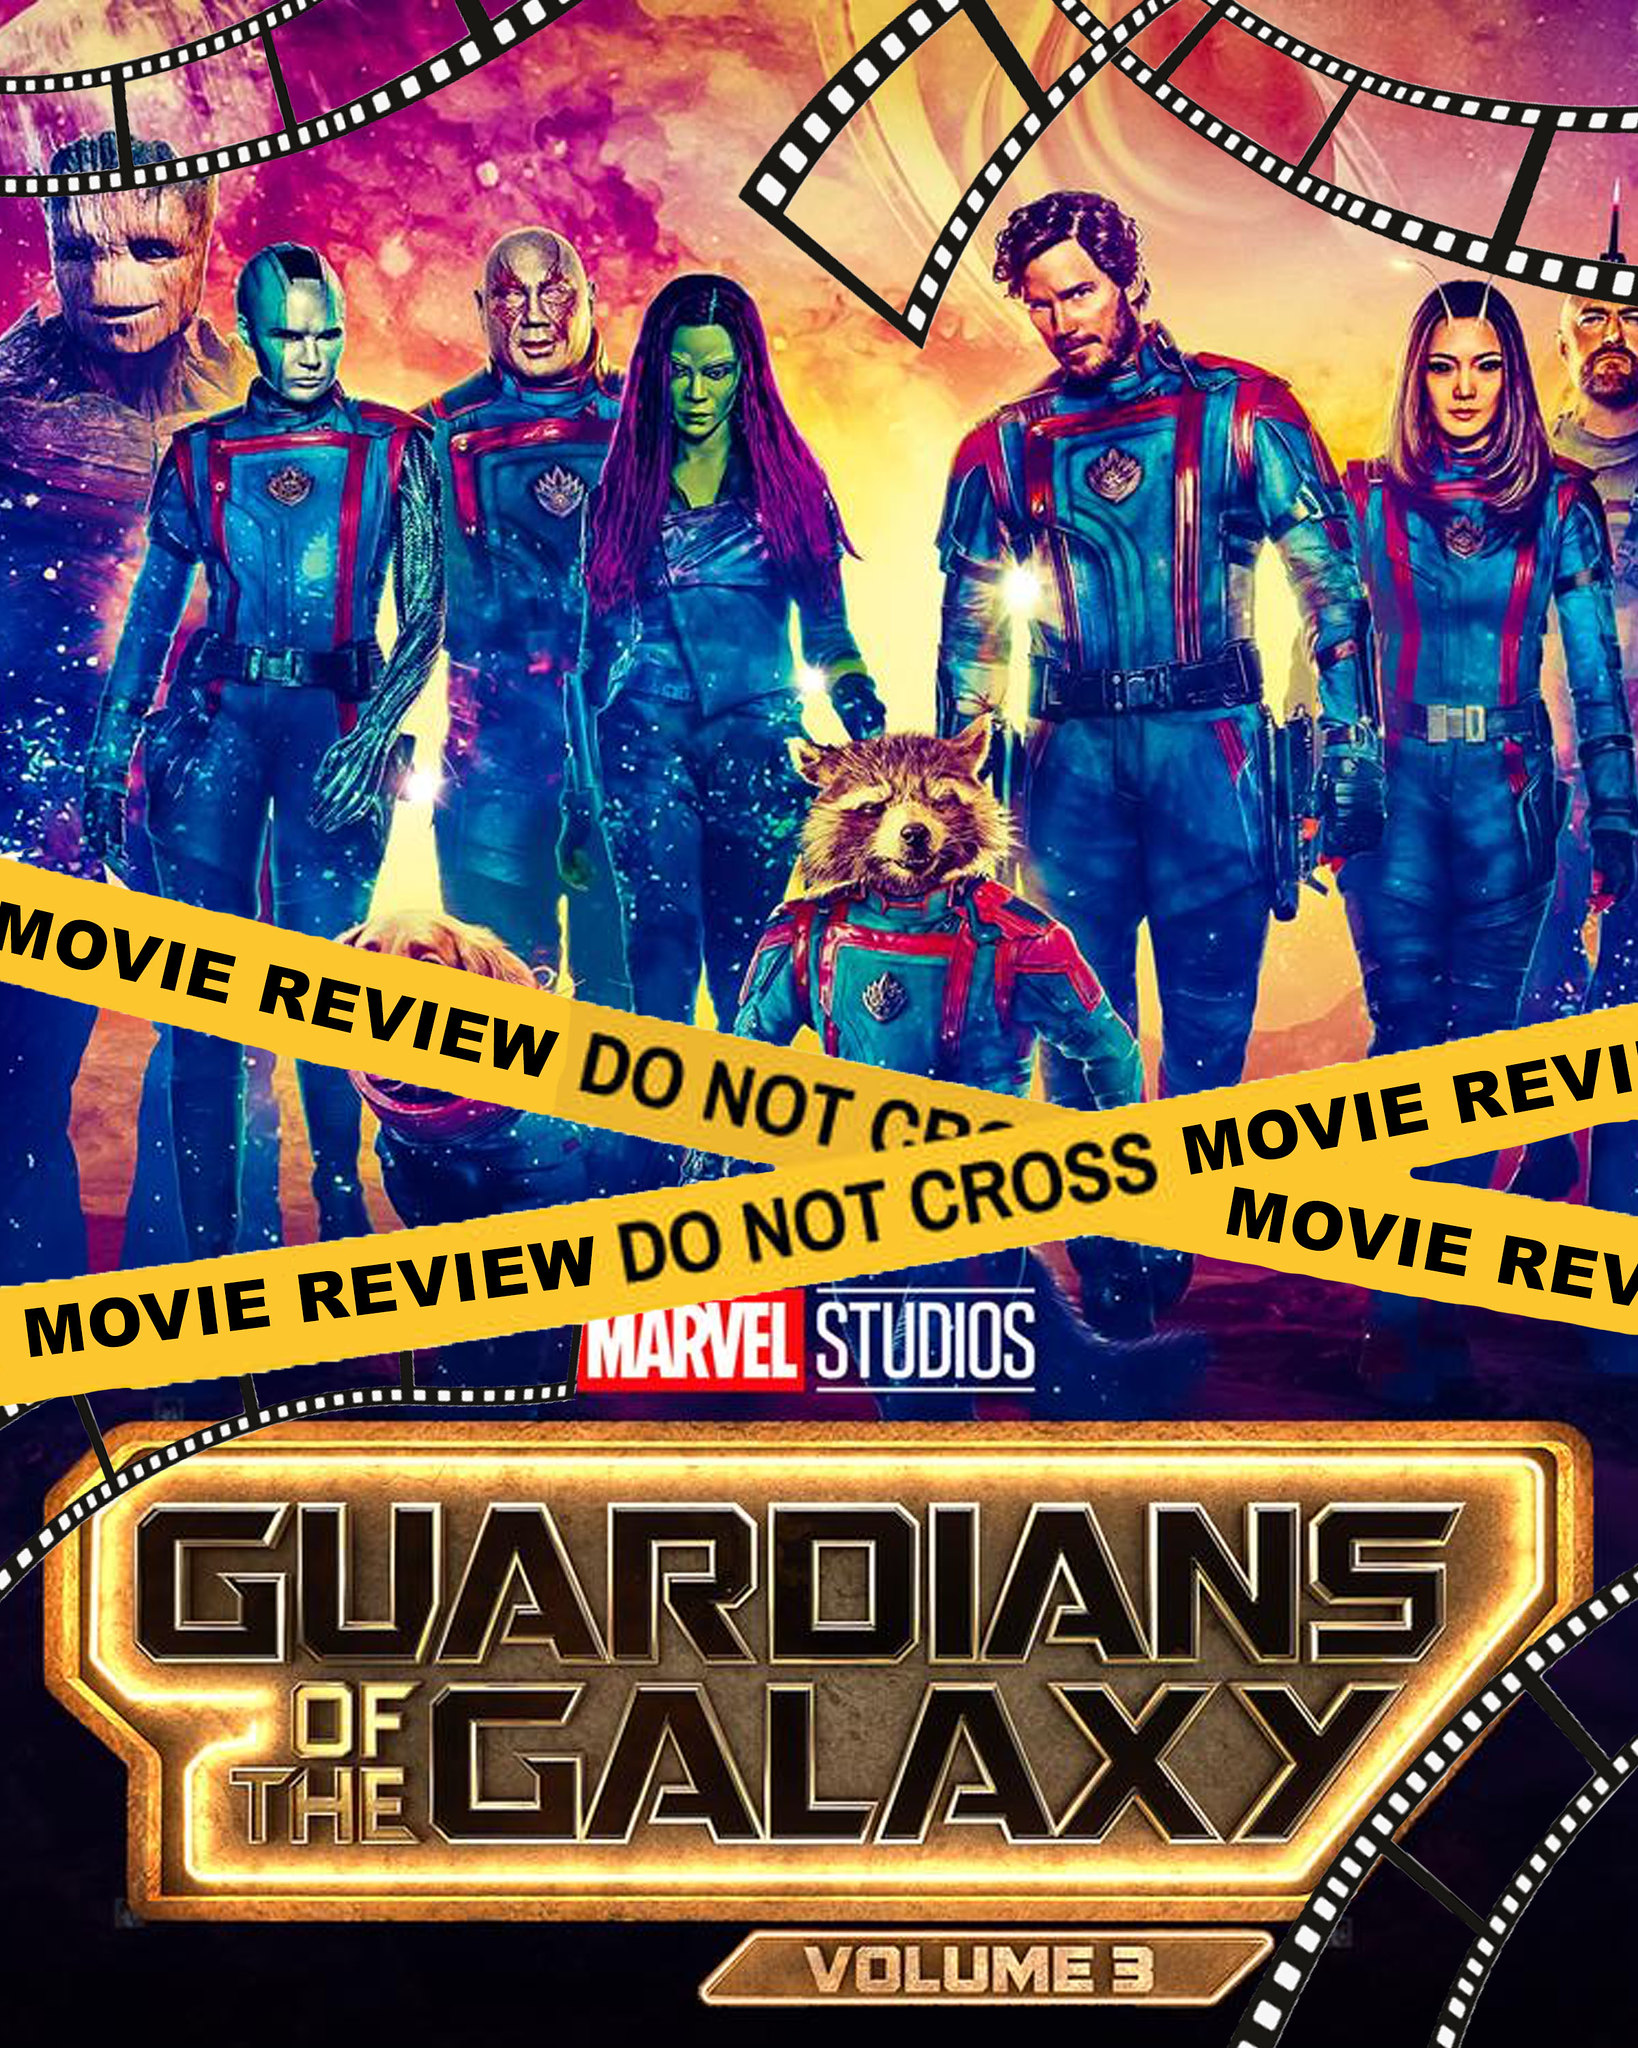 MOVIE REVIEW DO NOT
MOVIE REVIEW DO NOT CROSS MOVIE REVI
MOVIE REV
MARVEL STUDIOS
GUARDIANS
OF THE GALAXY
VOLUME 3